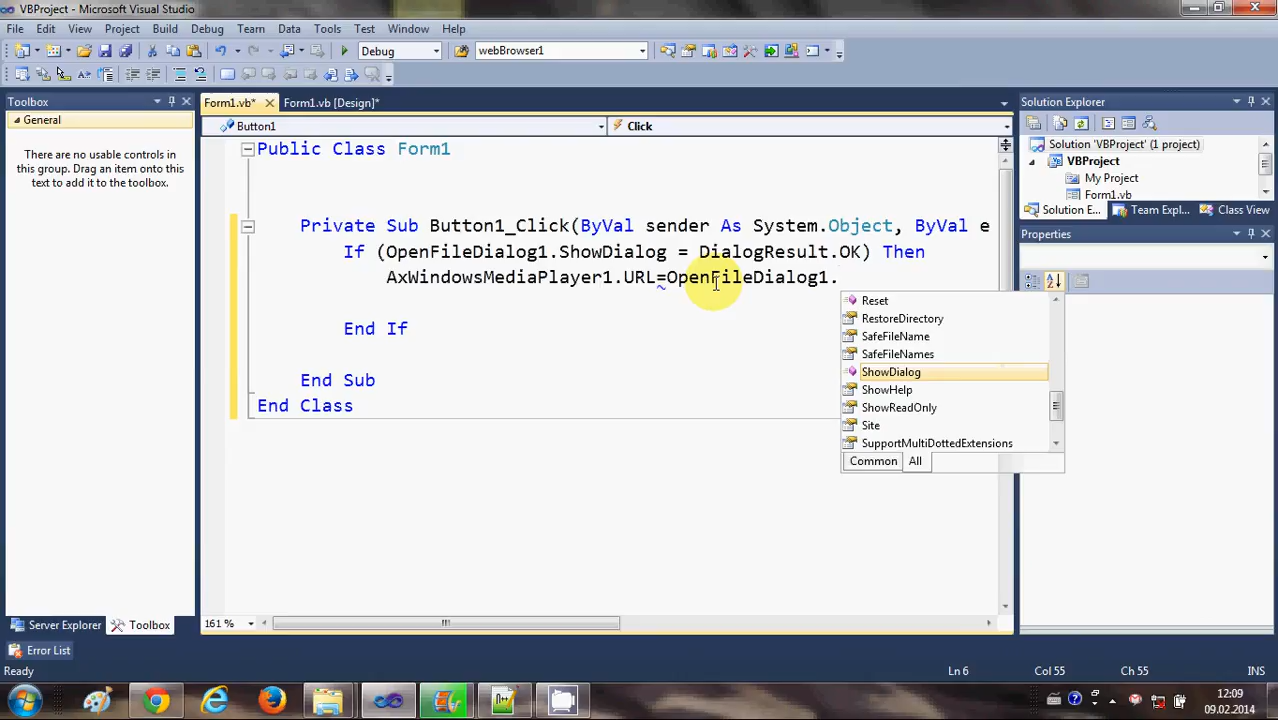 VBProject - Microsoft Visual Studio
File Edit View Project Build Debug Team Data Tools Test Window Help
Debug webBrowser1
Toolbox
General
There are no usable controls in
this group. Drag an item onto this
text to add it to the toolbox.
Server Explorer Toolbox
Form1.vb* Form1.vb [Design]*
Button1 Click
Public Class Form1
Private Sub Button1_Click(ByVal sender As System.Object, ByVal e
If (OpenFileDialog1.ShowDialog = DialogResult.OK) Then
AxWindowsMediaPlayer1.URL=OpenFileDialog1.
End If
End Sub
End Class
Reset
RestoreDirectory
SafeFileName
SafeFileNames
ShowDialog
ShowHelp
ShowReadOnly
Site
SupportMultiDottedExtensions
Common All
161 %
Solution Explorer
Solution 'VBProject' (1 project)
VBProject
My Project
Form1.vb
Solution E... Team Expl... Class View
Properties
Error List
Ready Ln 6 Col 55 Ch 55 INS
12:09
09.02.2014